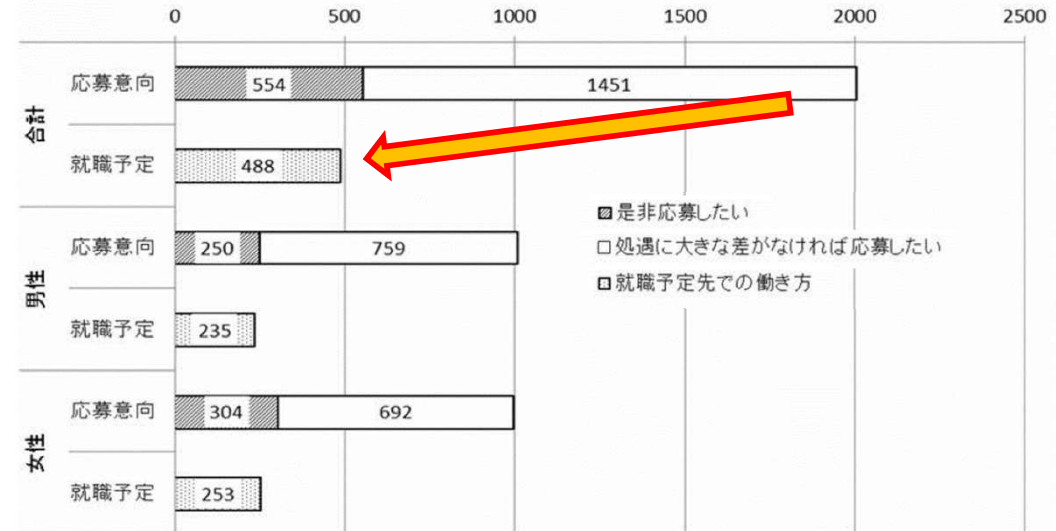 0 500 1000 1500 2000 2500
合計
応募意向 554 1451
就職予定 488
男性
応募意向 250 759
就職予定 235
女性
応募意向 304 692
就職予定 253
是非応募したい
処遇に大きな差がなければ応募したい
就職予定先での働き方